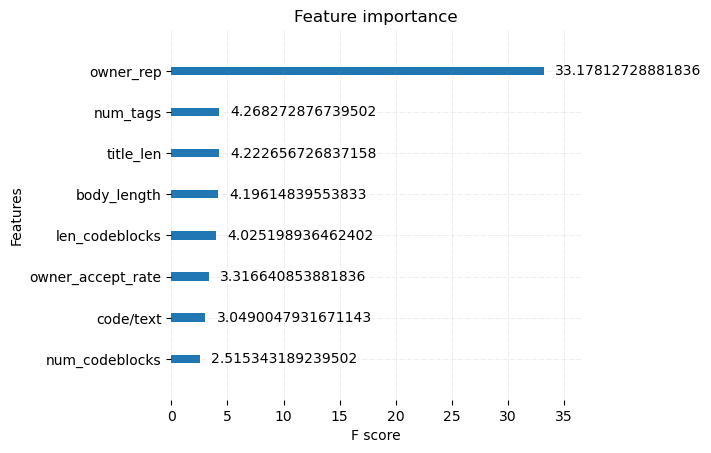 Feature importance
Features
owner_rep 33.17812728881836
num_tags 4.268272876739502
title_len 4.222656726837158
body_length 4.19614839553833
len_codeblocks 4.025198936462402
owner_accept_rate 3.316640853881836
code/text 3.0490047931671143
num_codeblocks 2.515343189239502
0 5 10 15 20 25 30 35
F score